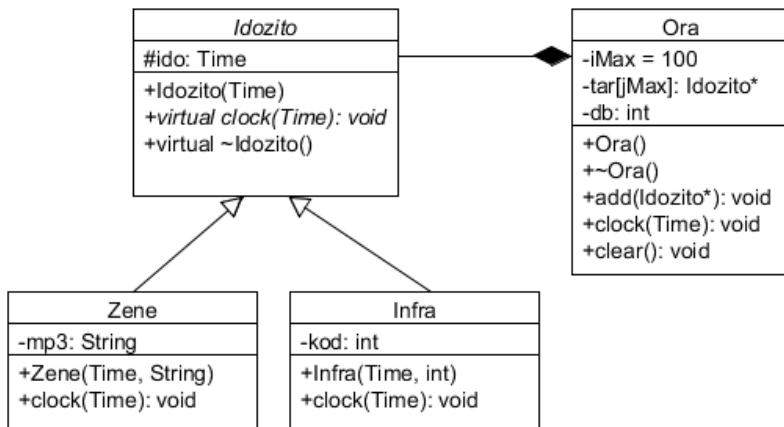 Idozito
#ido: Time
+Idozito(Time)
+virtual clock(Time): void
+virtual ~Idozito()
Ora
-iMax = 100
-tar[jMax]: Idozito*
-db: int
+Ora()
+~Ora()
+add(Idozito*): void
+clock(Time): void
+clear(): void
Zene
-mp3: String
+Zene(Time, String)
+clock(Time): void
Infra
-kod: int
+Infra(Time, int)
+clock(Time): void